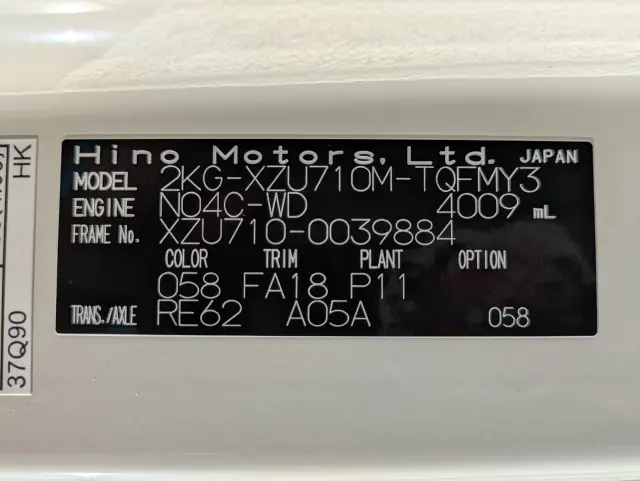 Hino Motors, Ltd. JAPAN
MODEL 2KG-XZU710M-TQFMY3
ENGINE N04C-WD 4009 mL
FRAME No. XZU710-0039884
COLOR TRIM PLANT OPTION
058 FA18 P11
TRANS./AXLE RE62 A05A 058
HK
37Q90